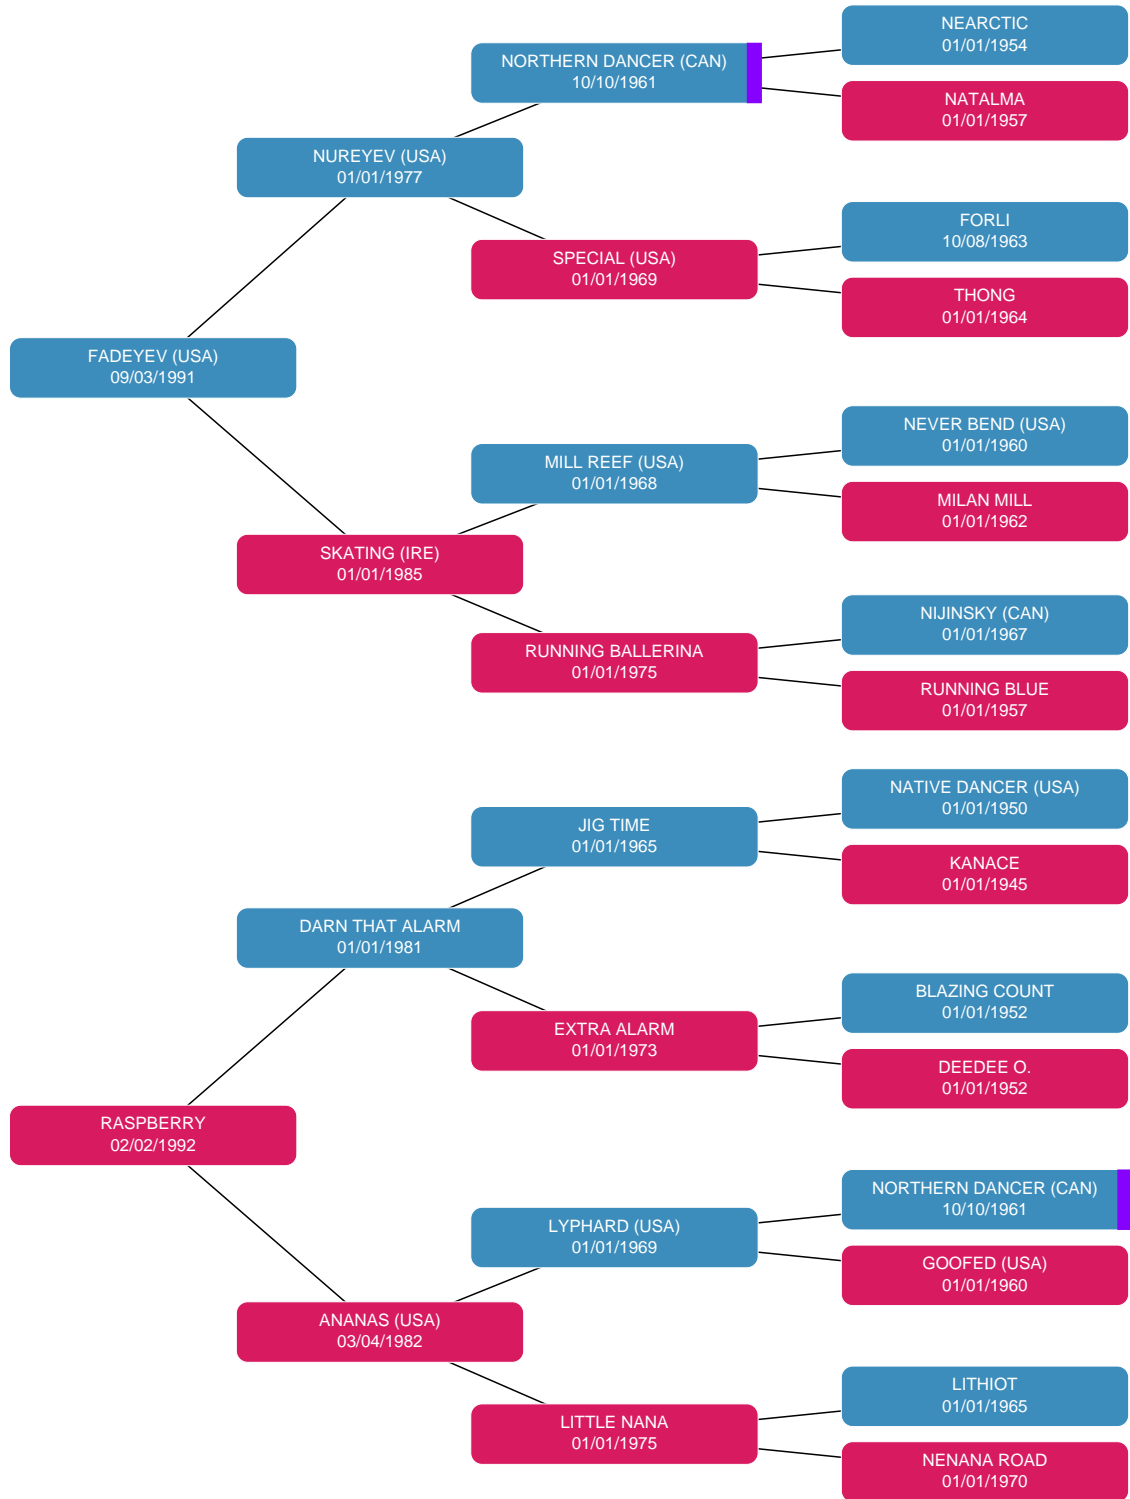 NEARCTIC
01/01/1954
NORTHERN DANCER (CAN)
10/10/1961
NATALMA
01/01/1957
NUREYEV (USA)
01/01/1977
FORLI
10/08/1963
SPECIAL (USA)
01/01/1969
THONG
01/01/1964
FADEYEV (USA)
09/03/1991
NEVER BEND (USA)
01/01/1960
MILL REEF (USA)
01/01/1968
MILAN MILL
01/01/1962
SKATING (IRE)
01/01/1985
NIJINSKY (CAN)
01/01/1967
RUNNING BALLERINA
01/01/1975
RUNNING BLUE
01/01/1957
NATIVE DANCER (USA)
01/01/1950
JIG TIME
01/01/1965
KANACE
01/01/1945
DARN THAT ALARM
01/01/1981
BLAZING COUNT
01/01/1952
EXTRA ALARM
01/01/1973
DEEDEE O.
01/01/1952
RASPBERRY
02/02/1992
NORTHERN DANCER (CAN)
10/10/1961
LYPHARD (USA)
01/01/1969
GOOFED (USA)
01/01/1960
ANANAS (USA)
03/04/1982
LITHIOT
01/01/1965
LITTLE NANA
01/01/1975
NENANA ROAD
01/01/1970